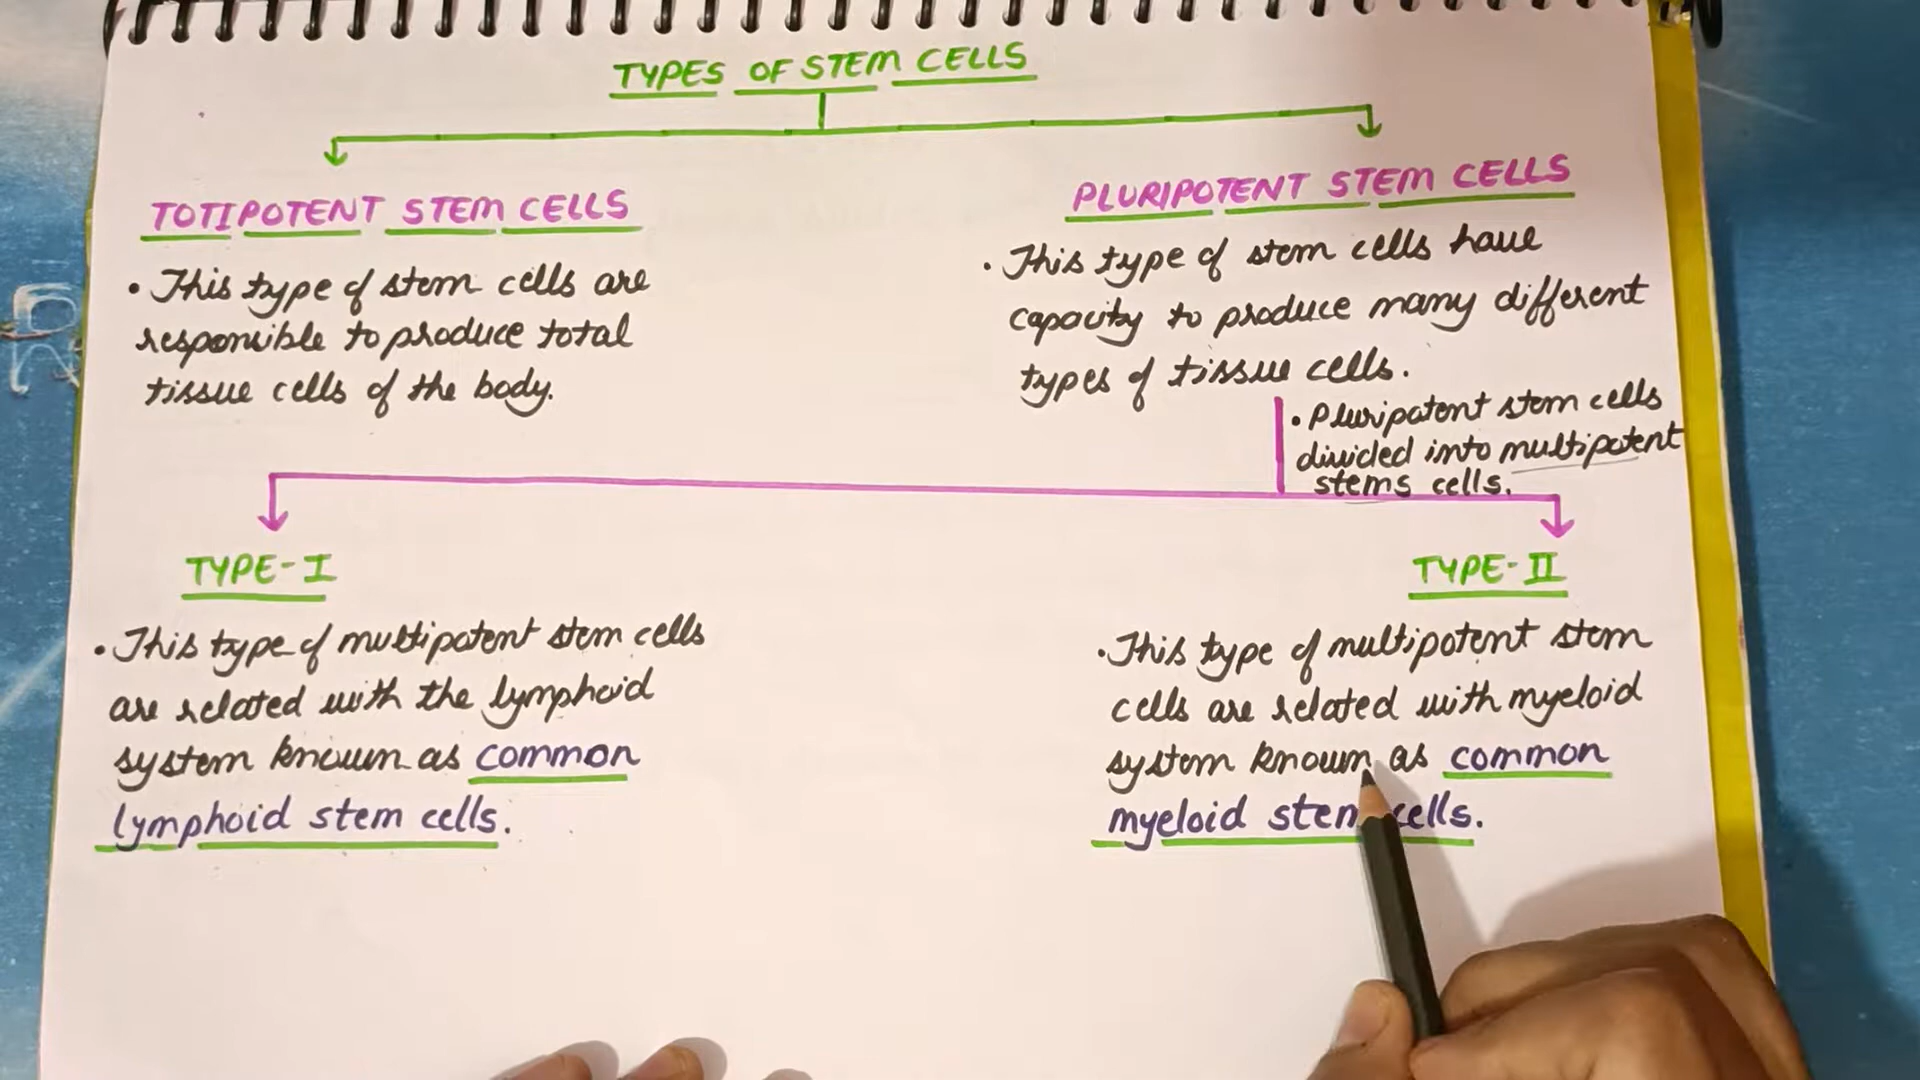 TYPES OF STEM CELLS
TOTIPOTENT STEM CELLS
• This type of stem cells are
responsible to produce total
tissue cells of the body.
PLURIPOTENT STEM CELLS
• This type of stem cells have
capacity to produce many different
types of tissue cells.
• Pluripotent stem cells
divided into multipotent
stems cells.
TYPE-I
• This type of multipotent stem cells
are related with the lymphoid
system known as common
lymphoid stem cells.
TYPE-II
• This type of multipotent stem
cells are related with myeloid
system known as common
myeloid stem cells.